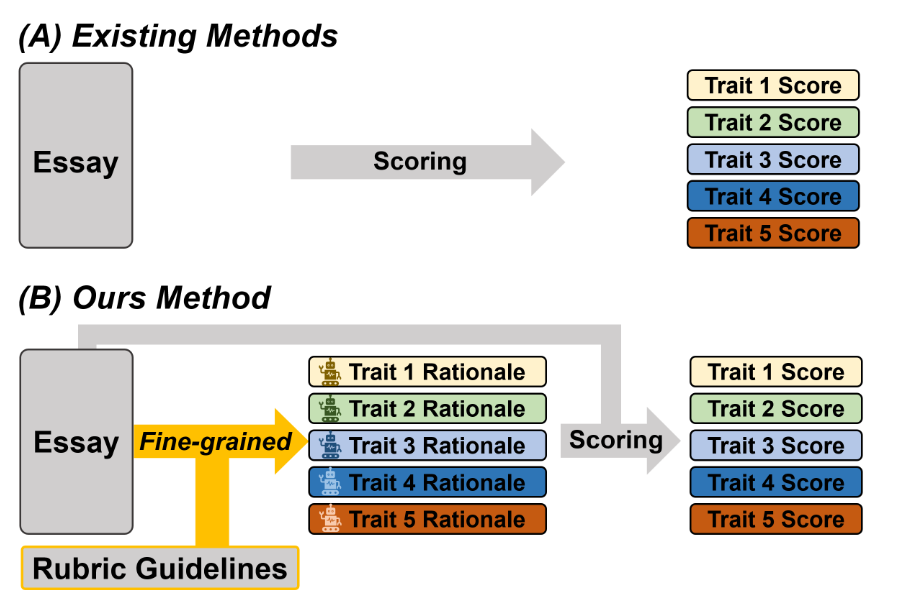 (A) Existing Methods
Essay
Scoring
Trait 1 Score
Trait 2 Score
Trait 3 Score
Trait 4 Score
Trait 5 Score
(B) Ours Method
Essay
Fine-grained
Rubric Guidelines
Trait 1 Rationale
Trait 2 Rationale
Trait 3 Rationale
Trait 4 Rationale
Trait 5 Rationale
Scoring
Trait 1 Score
Trait 2 Score
Trait 3 Score
Trait 4 Score
Trait 5 Score